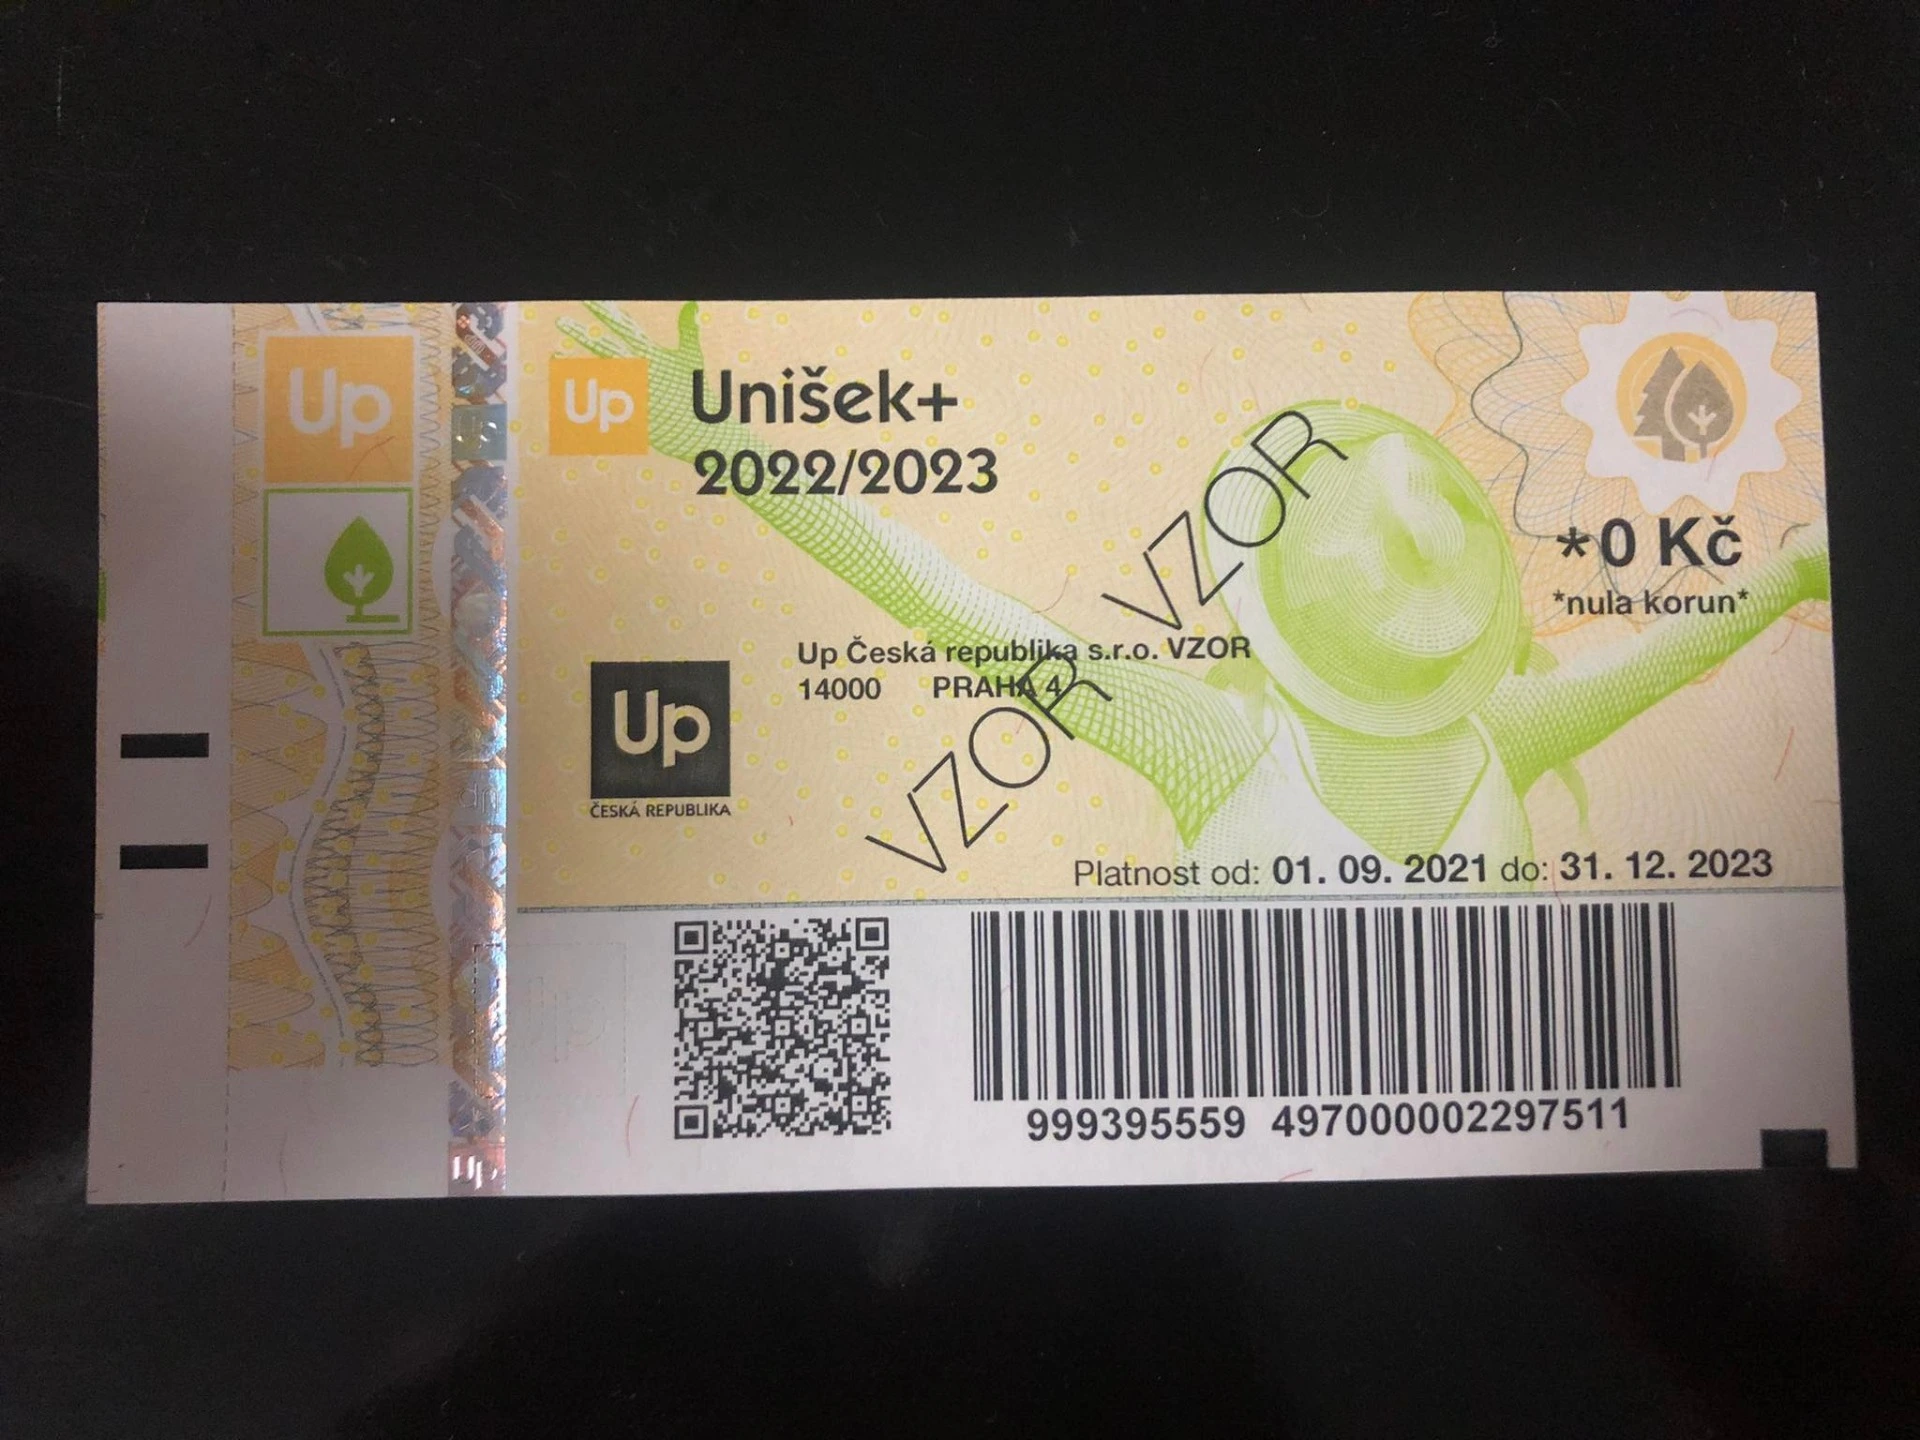 Up
Up
Unišek+
2022/2023
*0 Kč
*nula korun*
VZOR VZOR
Up Česká republika s.r.o. VZOR
14000 PRAHA 4
Up
ČESKÁ REPUBLIKA
Platnost od: 01. 09. 2021 do: 31. 12. 2023
999395559 497000002297511
Up